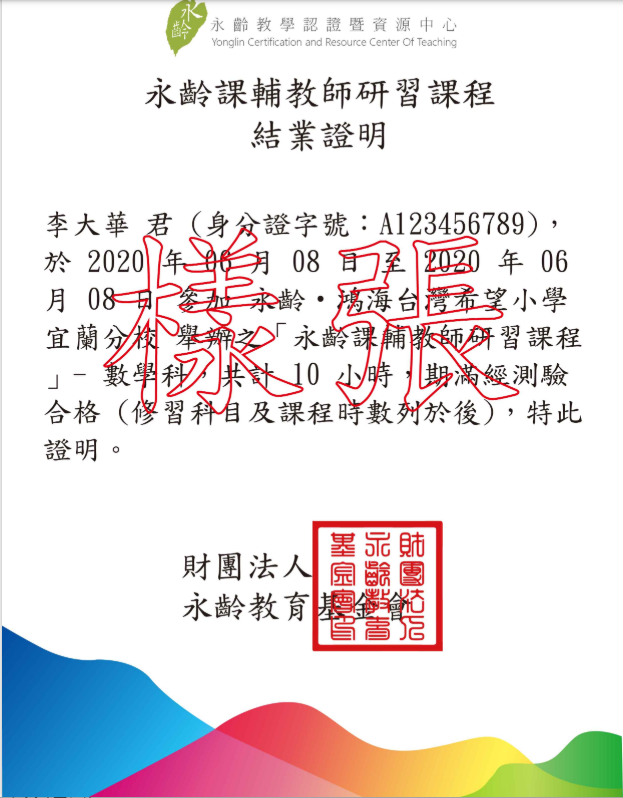 永齡
永齡教學認證暨資源中心
Yonglin Certification and Resource Center Of Teaching
永齡課輔教師研習課程
結業證明
李大華 君 (身分證字號：A123456789)，
於 2020 年 06 月 08 日 至 2020 年 06
月 08 日 參加 永齡·鴻海台灣希望小學
宜蘭分校 舉辦之「永齡課輔教師研習課程
」- 數學科，共計 10 小時，期滿經測驗
合格 (修習科目及課程時數列於後)，特此
證明。
樣張
財團法人
永齡教育基金會
財團法人
永齡教育
基金會印